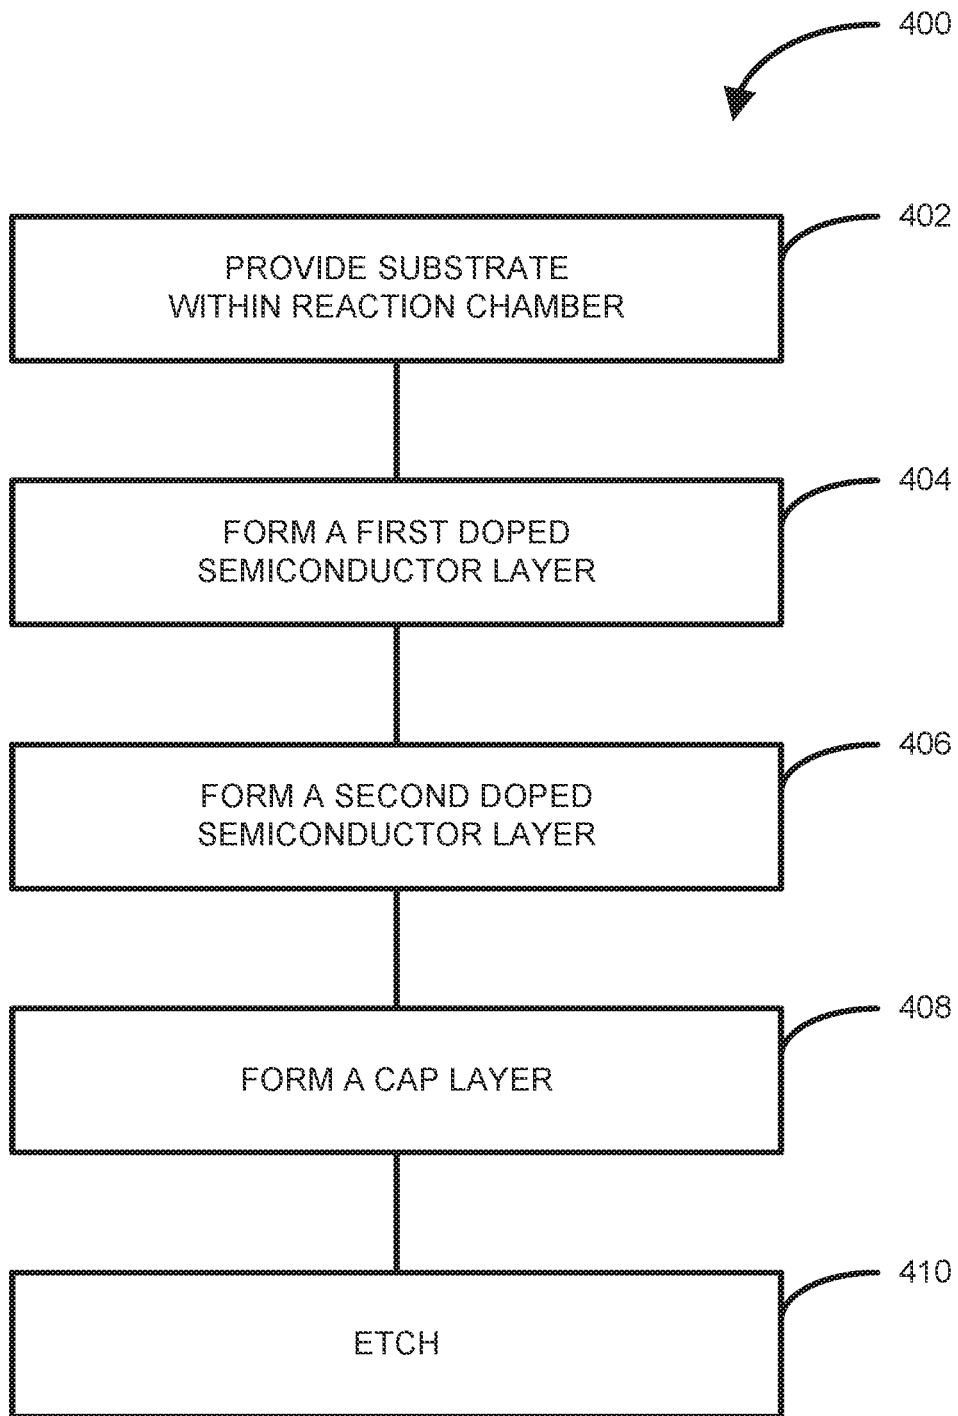 400
402
PROVIDE SUBSTRATE
WITHIN REACTION CHAMBER
404
FORM A FIRST DOPED
SEMICONDUCTOR LAYER
406
FORM A SECOND DOPED
SEMICONDUCTOR LAYER
408
FORM A CAP LAYER
410
ETCH